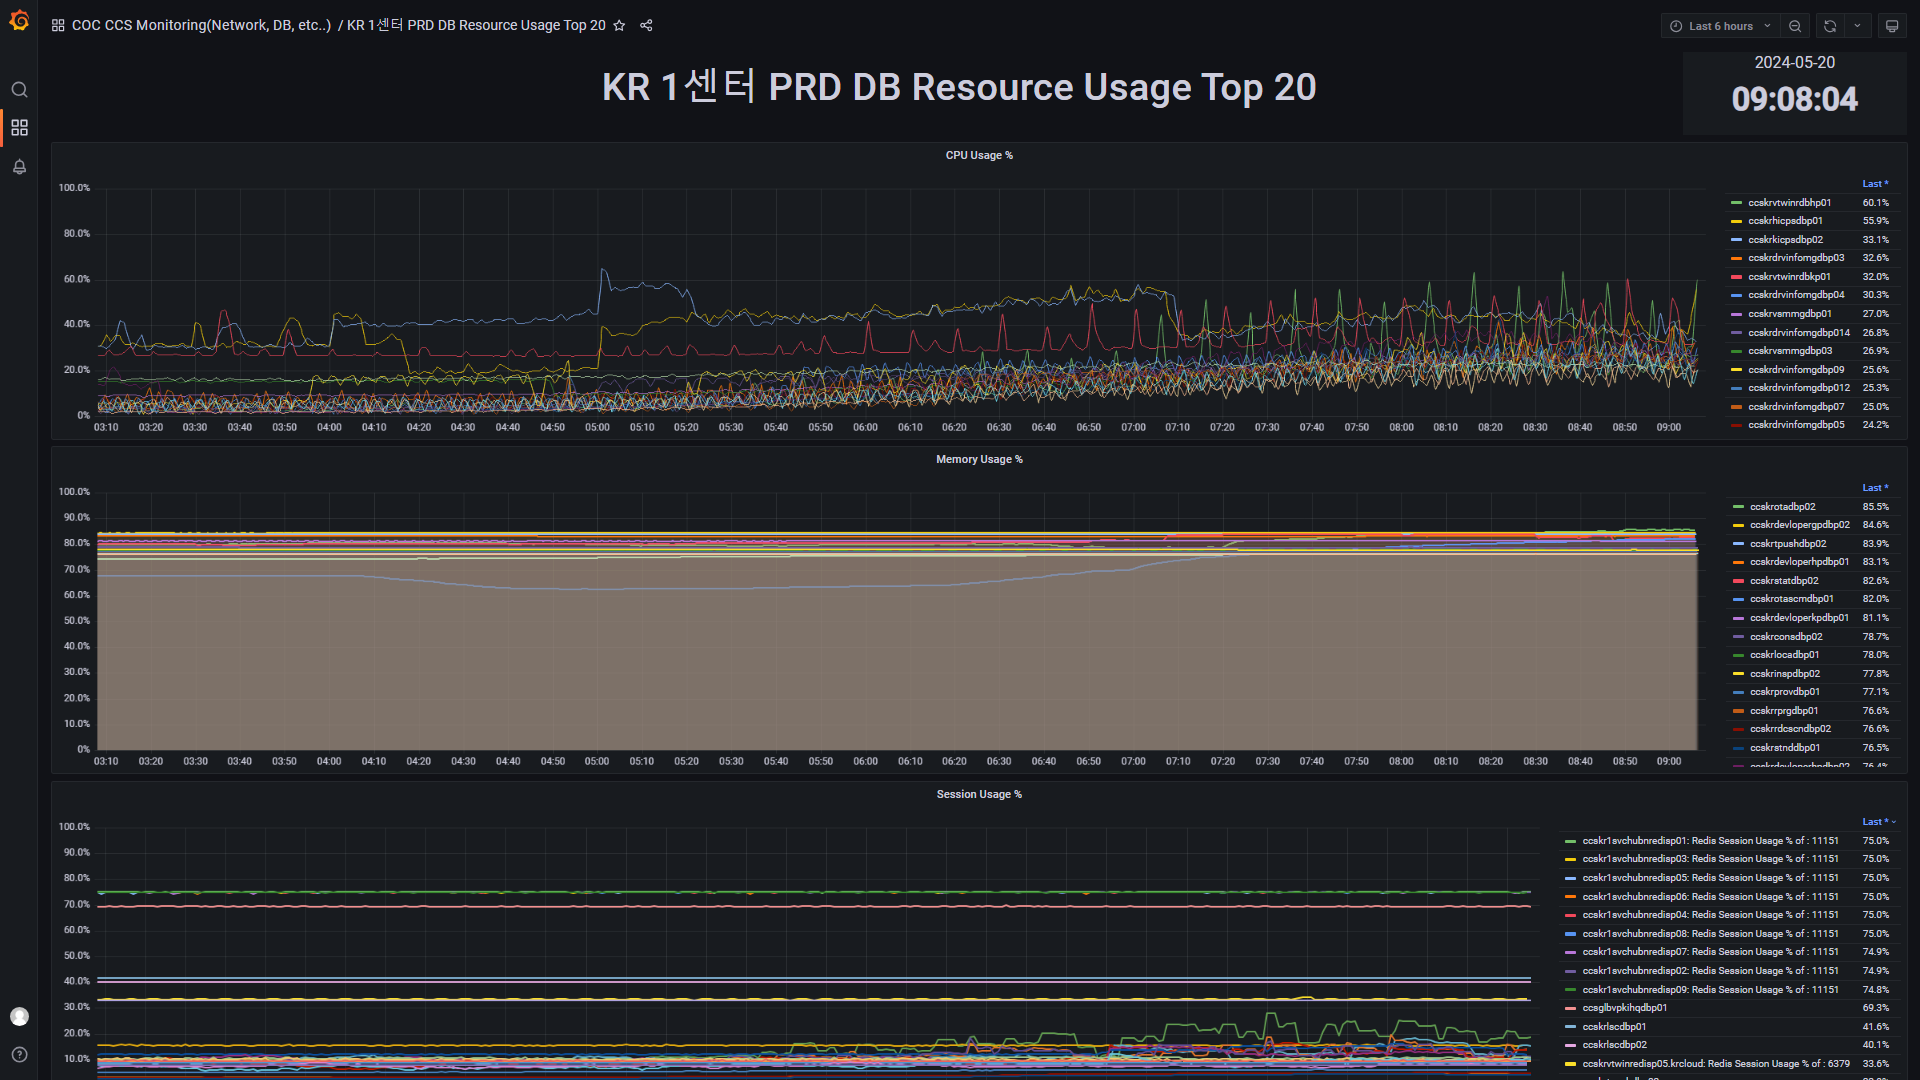 COC CCS Monitoring(Network, DB, etc..) / KR 1센터 PRD DB Resource Usage Top 20
Last 6 hours
KR 1센터 PRD DB Resource Usage Top 20
2024-05-20
09:08:04
CPU Usage %
100.0%
80.0%
60.0%
40.0%
20.0%
0%
03:10 03:20 03:30 03:40 03:50 04:00 04:10 04:20 04:30 04:40 04:50 05:00 05:10 05:20 05:30 05:40 05:50 06:00 06:10 06:20 06:30 06:40 06:50 07:00 07:10 07:20 07:30 07:40 07:50 08:00 08:10 08:20 08:30 08:40 08:50 09:00
Last *
ccskrvtwinrdbhp01 60.1%
ccskrhicpsdbp01 55.9%
ccskrkicpsdbp02 33.1%
ccskrdrvinfomgdbp03 32.6%
ccskrvtwinrdbkp01 32.0%
ccskrdrvinfomgdbp04 30.3%
ccskrvsmmgdbp01 27.0%
ccskrdrvinfomgdbp014 26.8%
ccskrvsmmgdbp03 26.9%
ccskrdrvinfomgdbp09 25.6%
ccskrdrvinfomgdbp012 25.3%
ccskrdrvinfomgdbp07 25.0%
ccskrdrvinfomgdbp05 24.2%
Memory Usage %
100.0%
90.0%
80.0%
70.0%
60.0%
50.0%
40.0%
30.0%
20.0%
10.0%
0%
03:10 03:20 03:30 03:40 03:50 04:00 04:10 04:20 04:30 04:40 04:50 05:00 05:10 05:20 05:30 05:40 05:50 06:00 06:10 06:20 06:30 06:40 06:50 07:00 07:10 07:20 07:30 07:40 07:50 08:00 08:10 08:20 08:30 08:40 08:50 09:00
Last *
ccskrotadbp02 85.5%
ccskrdevlopergpdbp02 84.6%
ccskrtpushdbp02 83.9%
ccskrdevloperhpdbp01 83.1%
ccskrstatdbp02 82.6%
ccskrotascmdbp01 82.0%
ccskrdevloperkpdbp01 81.1%
ccskrconsdbp02 78.7%
ccskrlocadbp01 78.0%
ccskrinspdbp02 77.8%
ccskrprovdbp01 77.1%
ccskrrprgdbp01 76.6%
ccskrrdcscndbp02 76.6%
ccskrstnddbp01 76.5%
ccskrdevloperhpdbp02 76.4%
Session Usage %
100.0%
90.0%
80.0%
70.0%
60.0%
50.0%
40.0%
30.0%
20.0%
10.0%
Last *
ccskr1svchubnredisp01: Redis Session Usage % of : 11151 75.0%
ccskr1svchubnredisp03: Redis Session Usage % of : 11151 75.0%
ccskr1svchubnredisp05: Redis Session Usage % of : 11151 75.0%
ccskr1svchubnredisp06: Redis Session Usage % of : 11151 75.0%
ccskr1svchubnredisp04: Redis Session Usage % of : 11151 75.0%
ccskr1svchubnredisp08: Redis Session Usage % of : 11151 75.0%
ccskr1svchubnredisp07: Redis Session Usage % of : 11151 74.9%
ccskr1svchubnredisp02: Redis Session Usage % of : 11151 74.9%
ccskr1svchubnredisp09: Redis Session Usage % of : 11151 74.8%
ccsglbvpkihqdbp01 69.3%
ccskrlscdbp01 41.6%
ccskrlscdbp02 40.1%
ccskrvtwinredisp05.krcloud: Redis Session Usage % of : 6379 33.6%